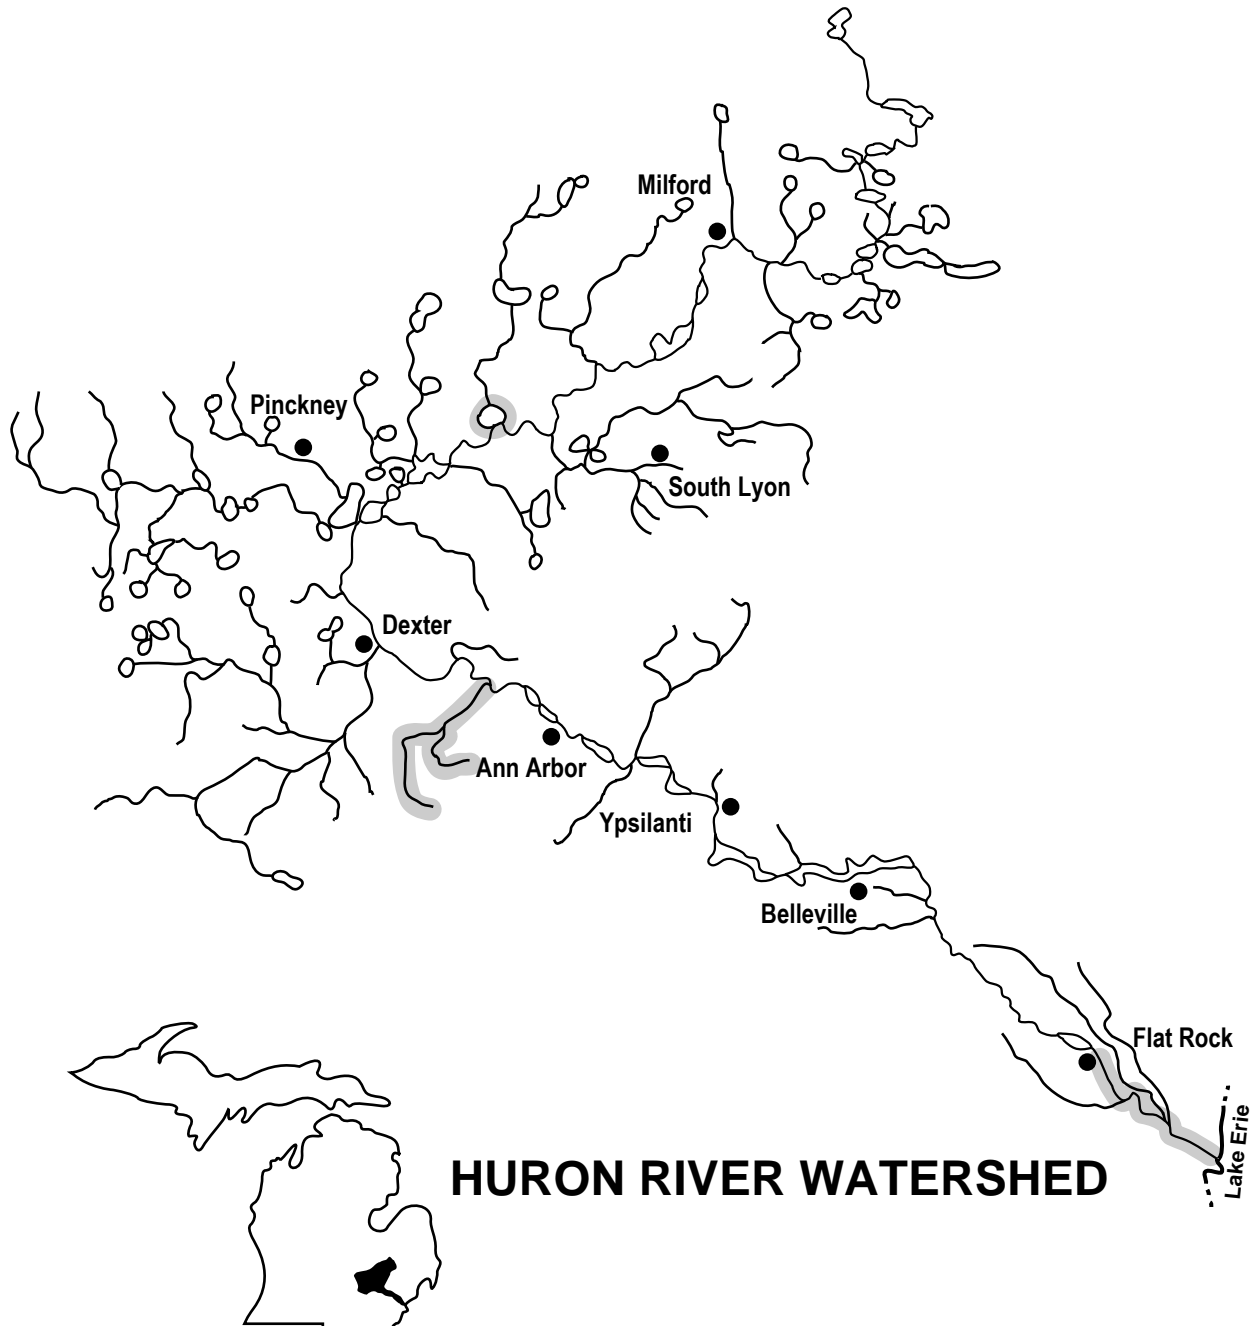 Milford
Pinckney
South Lyon
Dexter
Ann Arbor
Ypsilanti
Belleville
Flat Rock
Lake Erie
HURON RIVER WATERSHED